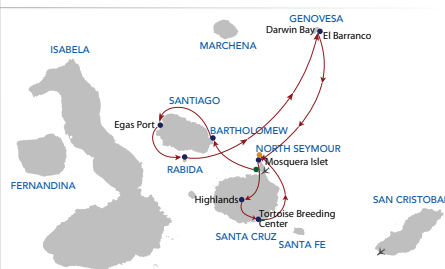 GENOVESA
Darwin Bay
El Barranco
MARCHENA
ISABELA
SANTIAGO
Egas Port
BARTHOLOMEW
NORTH SEYMOUR
Mosquera Islet
RABIDA
FERNANDINA
Highlands
SAN CRISTOBA
Tortoise Breeding
Center
SANTA CRUZ
SANTA FE